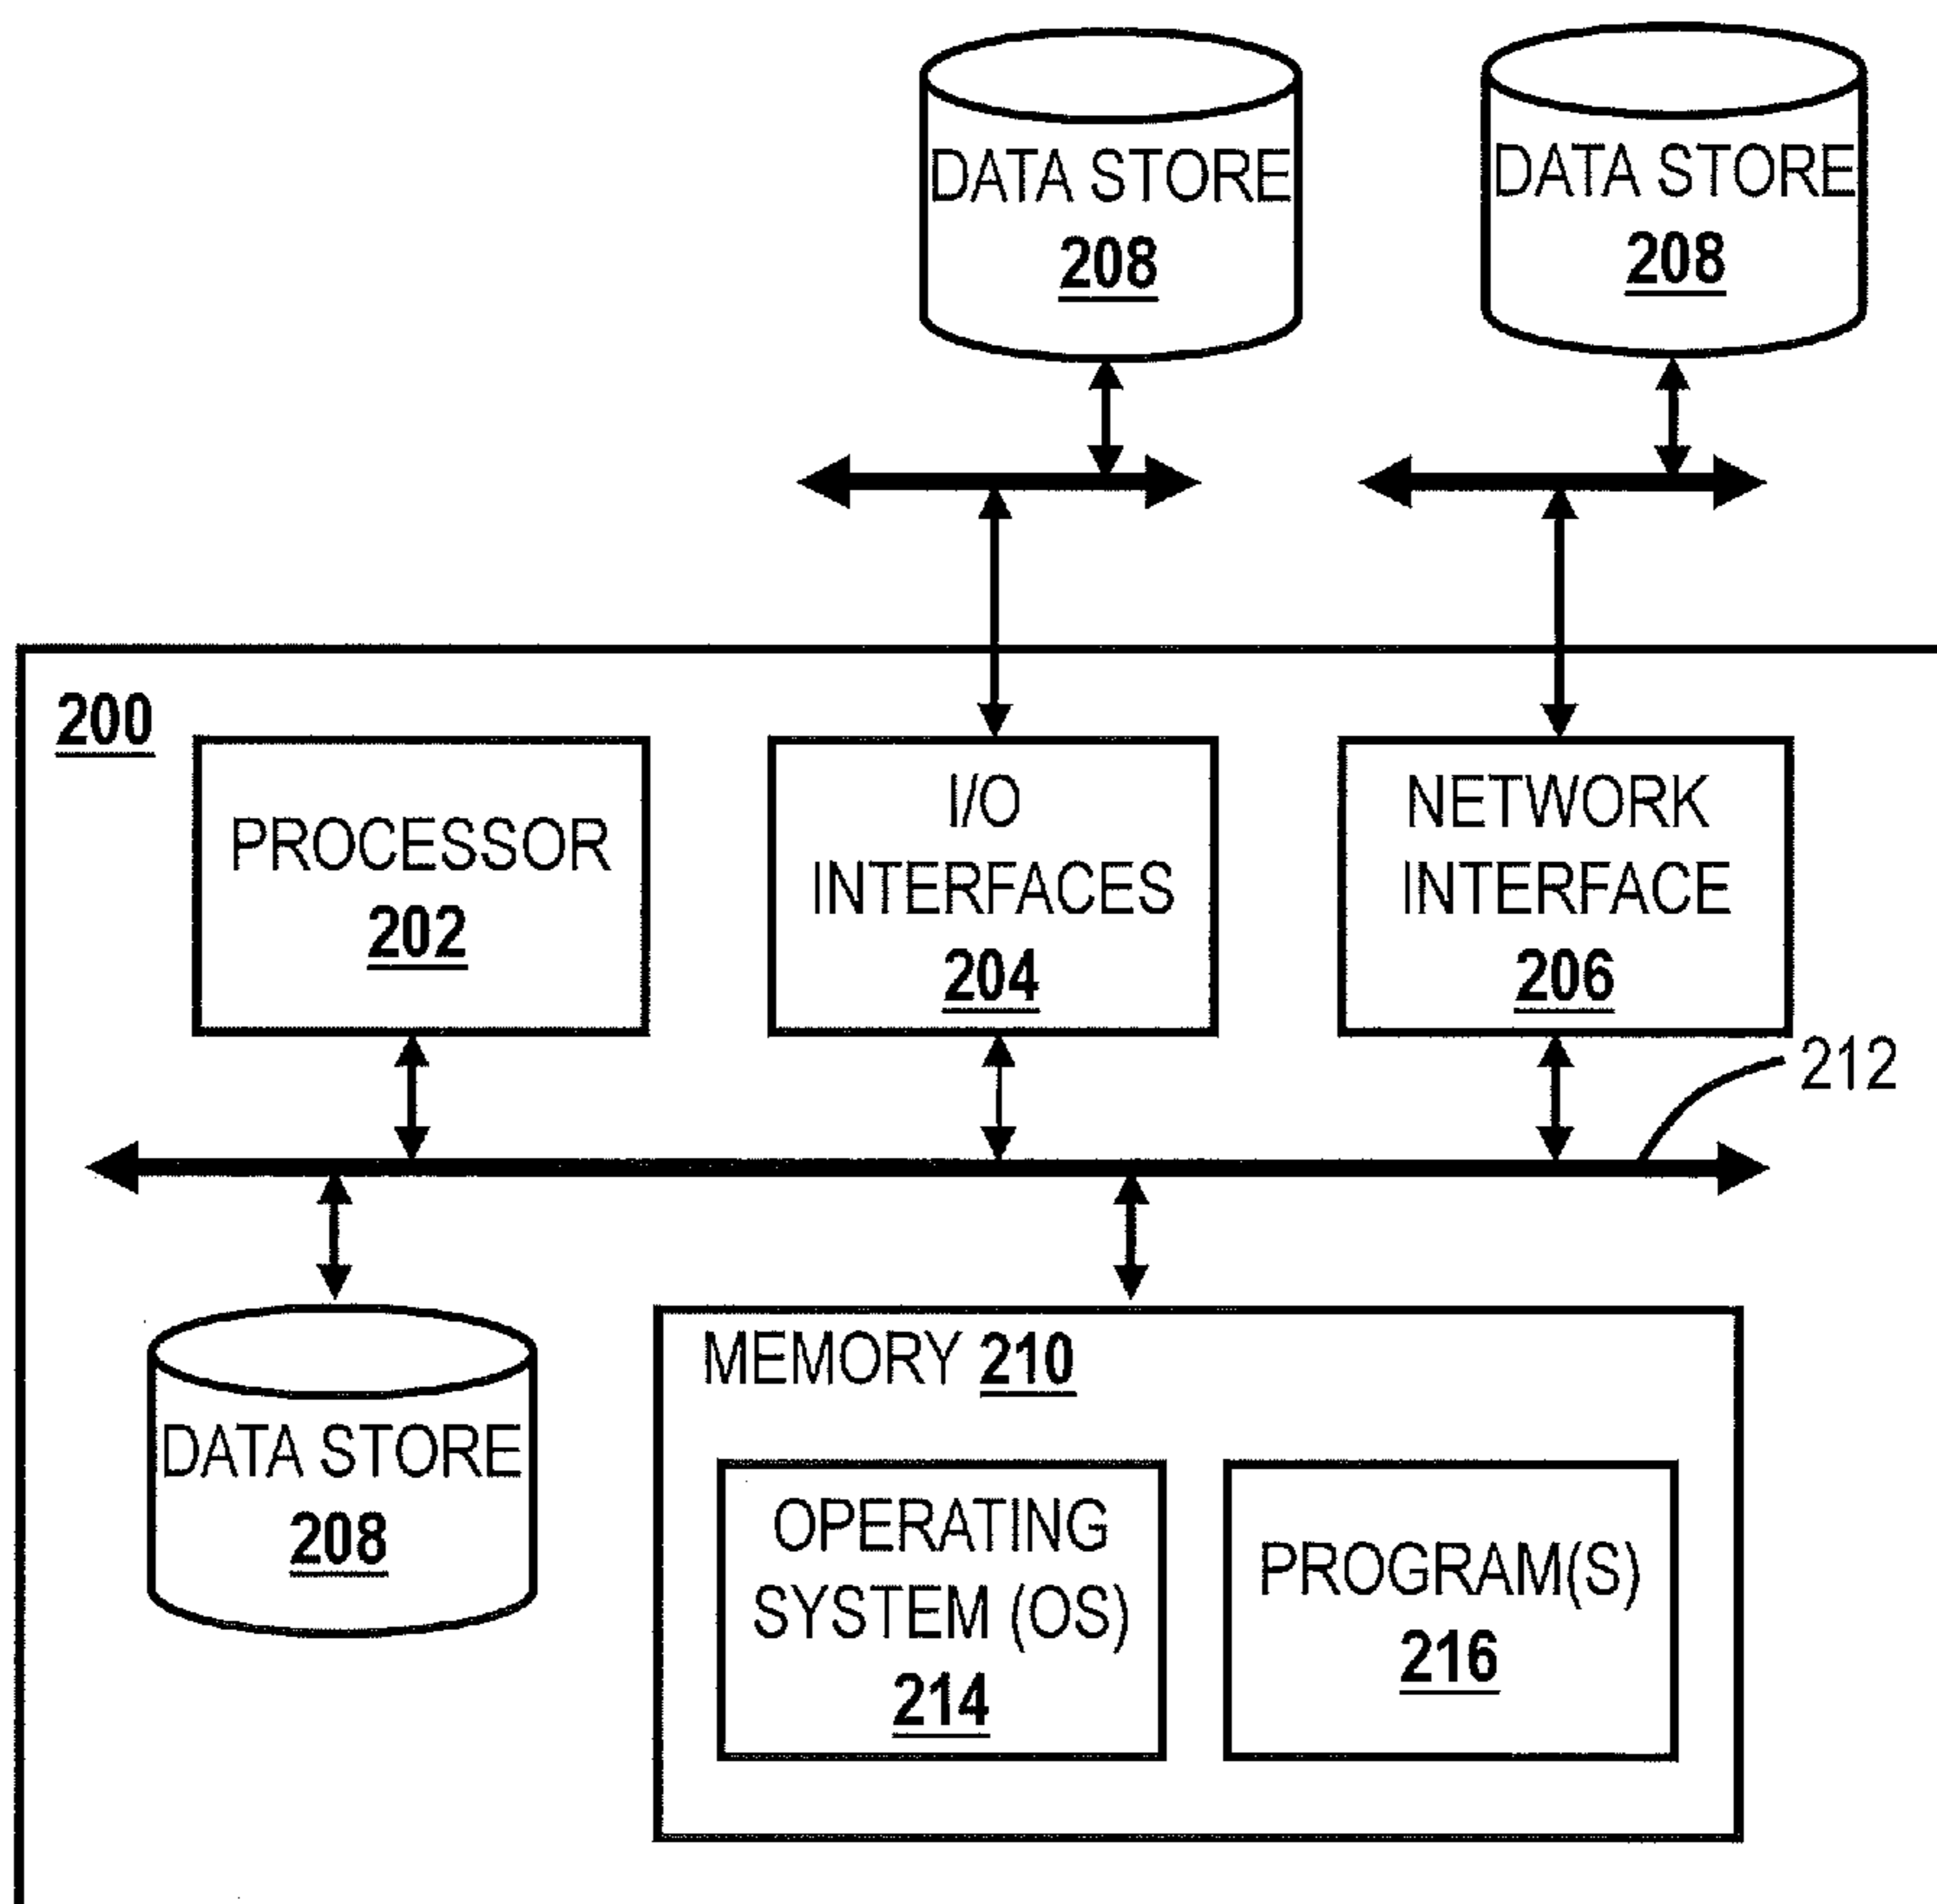 DATA STORE
208
DATA STORE
208
200
PROCESSOR
202
I/O
INTERFACES
204
NETWORK
INTERFACE
206
212
DATA STORE
208
MEMORY 210
OPERATING
SYSTEM (OS)
214
PROGRAM(S)
216